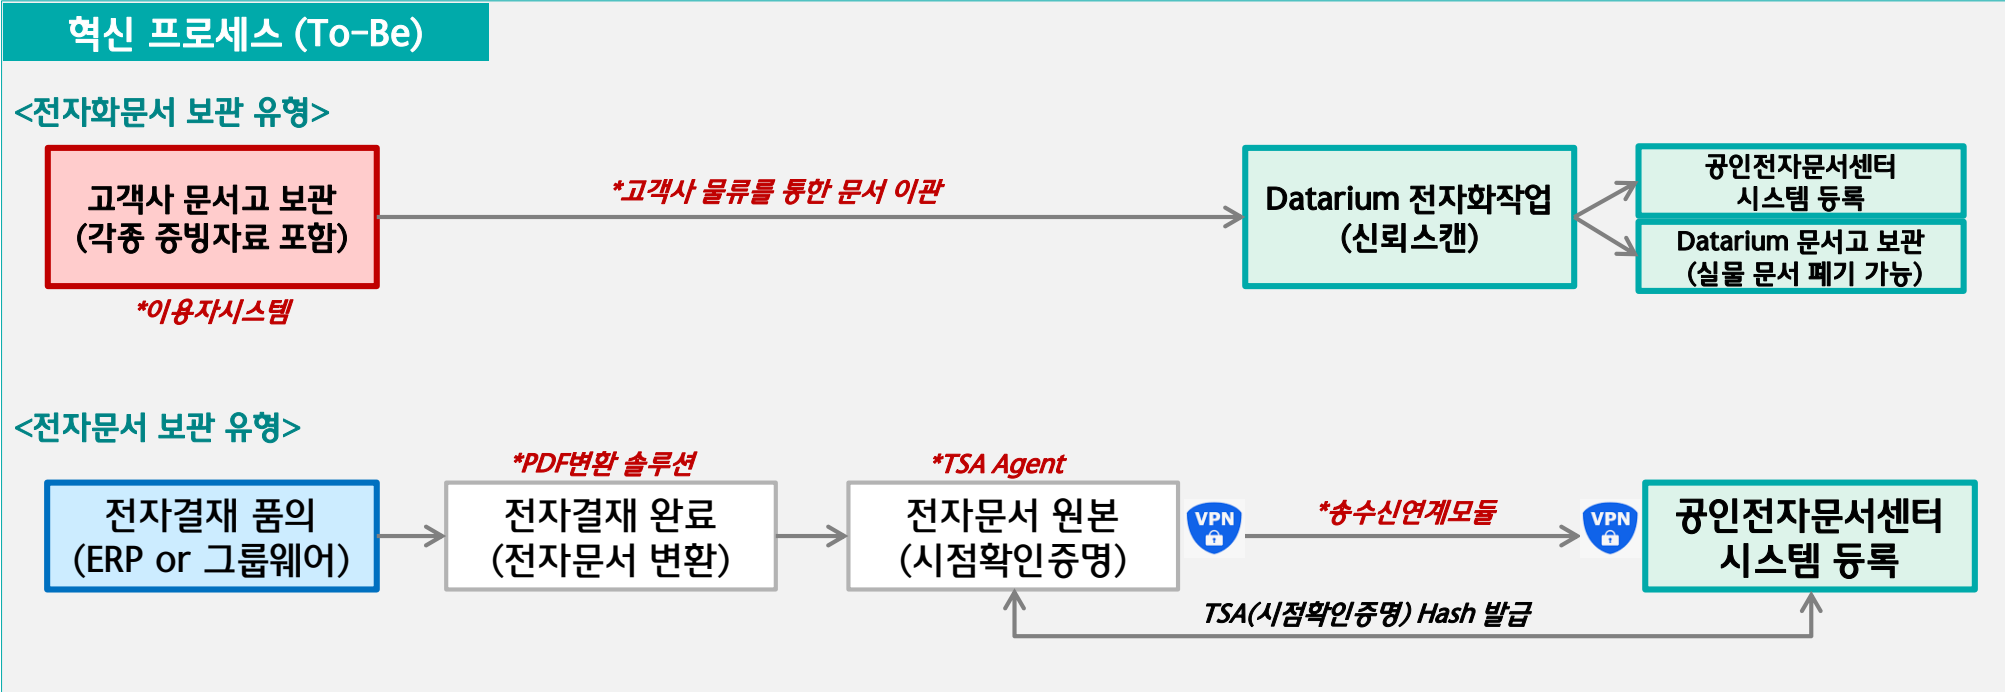 혁신 프로세스 (To-Be)
<전자화문서 보관 유형>
고객사 문서고 보관
(각종 증빙자료 포함)
*이용자시스템
*고객사 물류를 통한 문서 이관
Datarium 전자화작업
(신뢰스캔)
공인전자문서센터
시스템 등록
Datarium 문서고 보관
(실물 문서 폐기 가능)
<전자문서 보관 유형>
전자결재 품의
(ERP or 그룹웨어)
*PDF변환 솔루션
전자결재 완료
(전자문서 변환)
*TSA Agent
전자문서 원본
(시점확인증명)
VPN
*송수신연계모듈
VPN
공인전자문서센터
시스템 등록
TSA(시점확인증명) Hash 발급